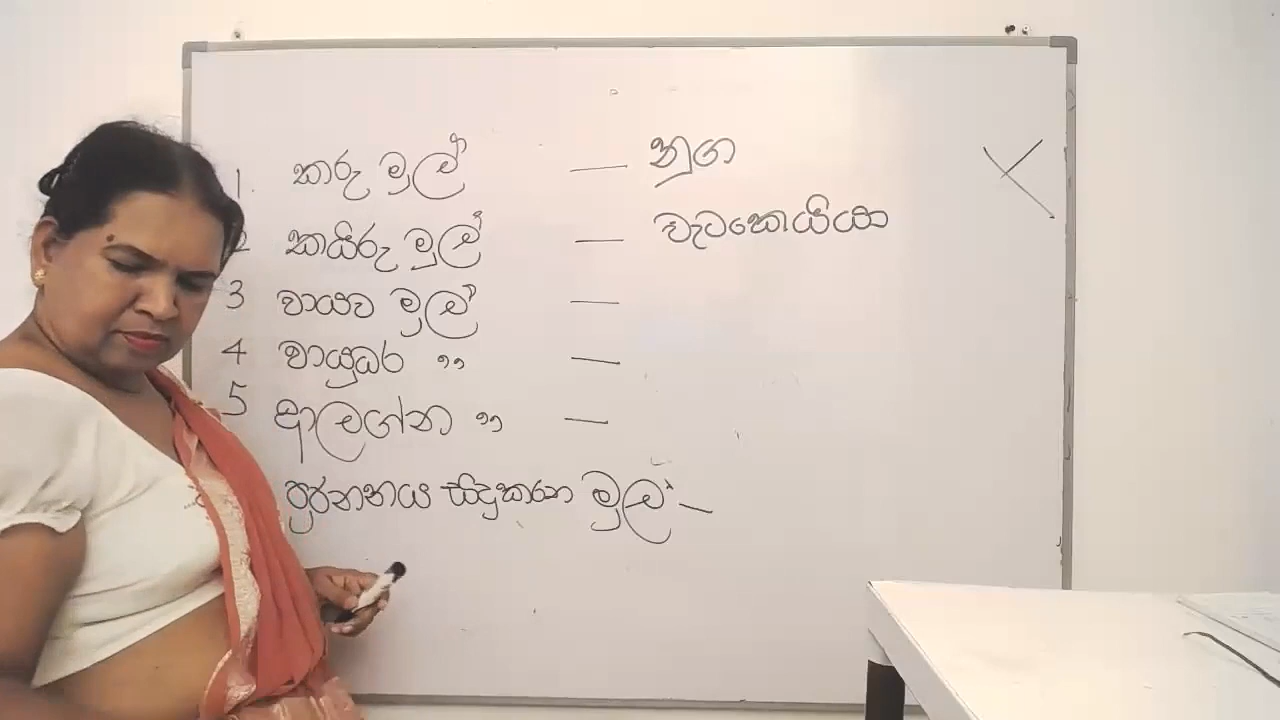 1. කරු මුල් — නුග
2 කයිරු මුල් — වැටකෙයියා
3 වායව මුල් —
4 වායුධර " —
5 ආලග්න " —
ප්‍රජනනය සිදුකරන මුල් —